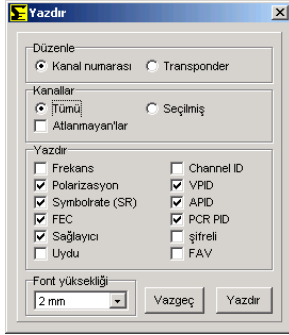 Yazdır
Düzenle
Kanal numarası Transponder
Kanallar
Tümü Seçilmiş
Atlanmayan'lar
Yazdır
Frekans Channel ID
Polarizasyon VPID
Symbolrate (SR) APID
FEC PCR PID
Sağlayıcı şifreli
Uydu FAV
Font yüksekliği
2 mm Vazgeç Yazdır